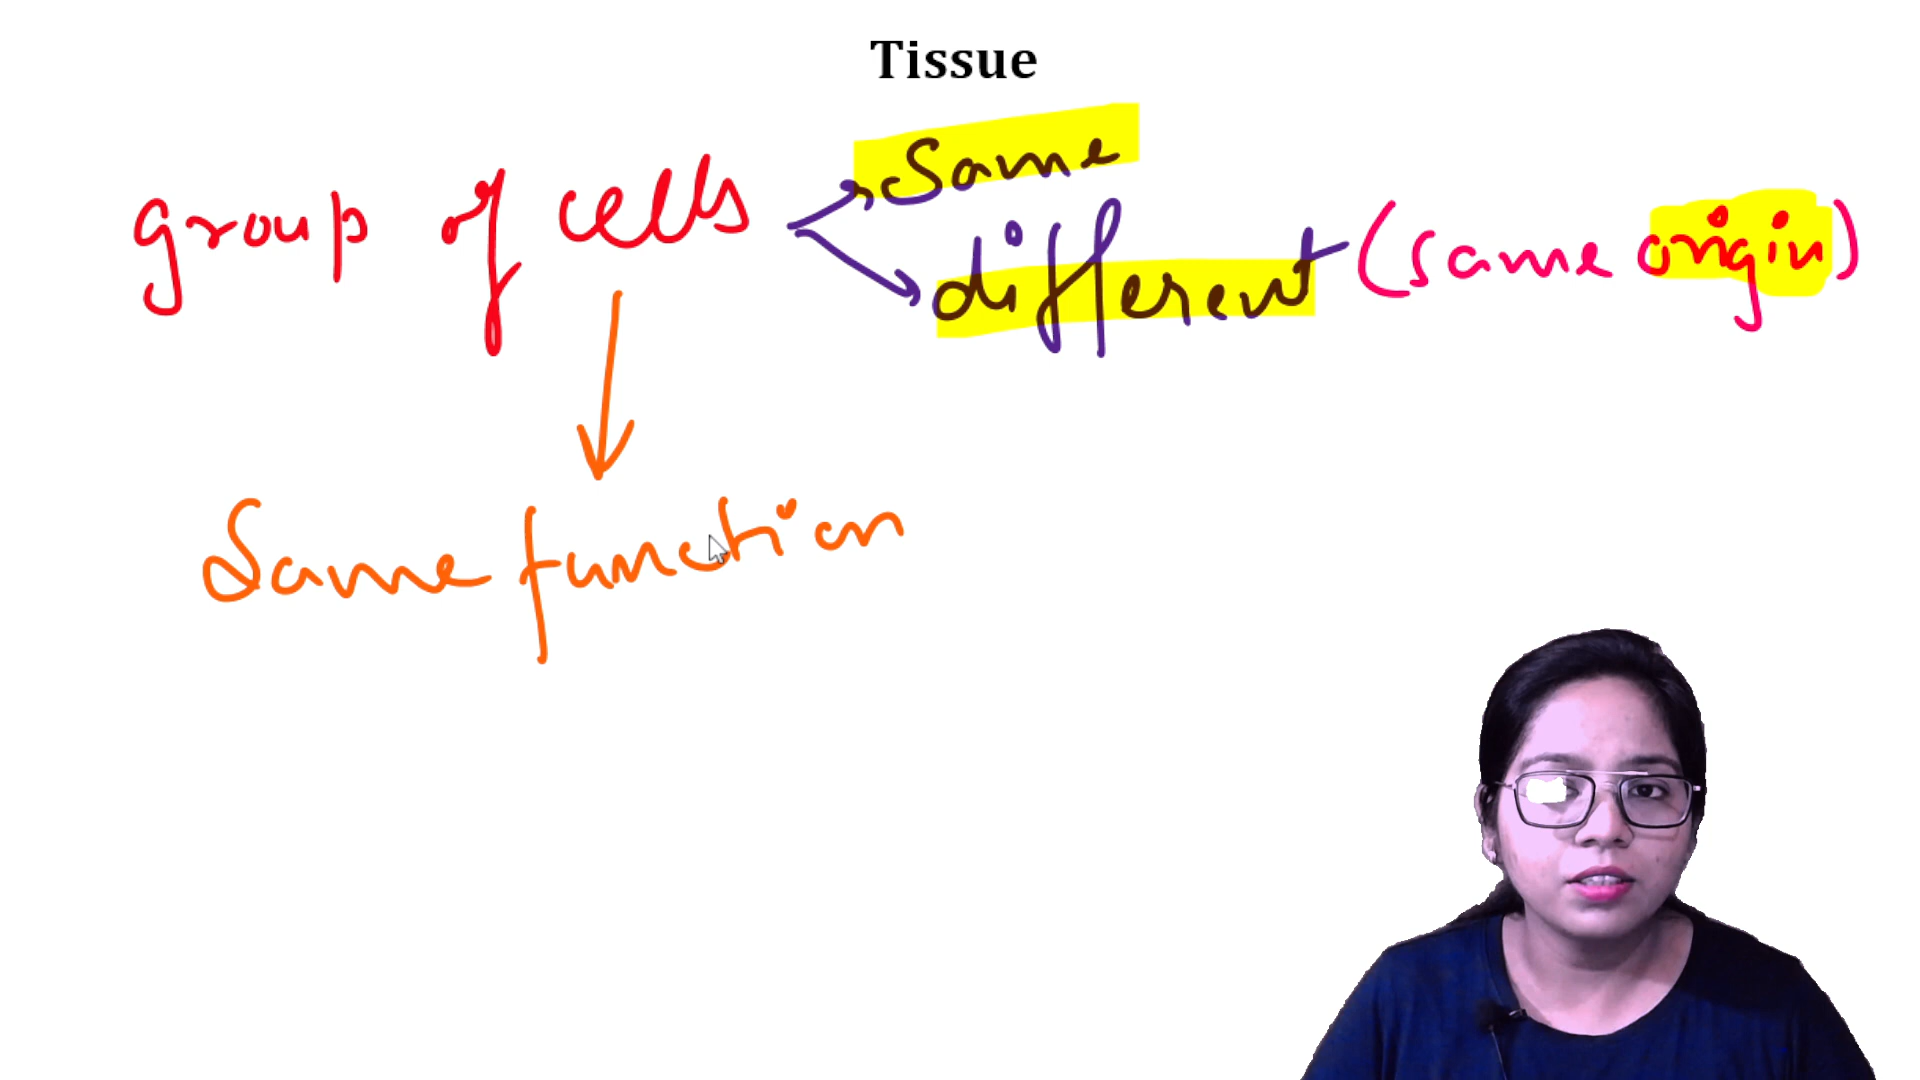 Tissue
group of cells
Same
different (same origin)
Same function